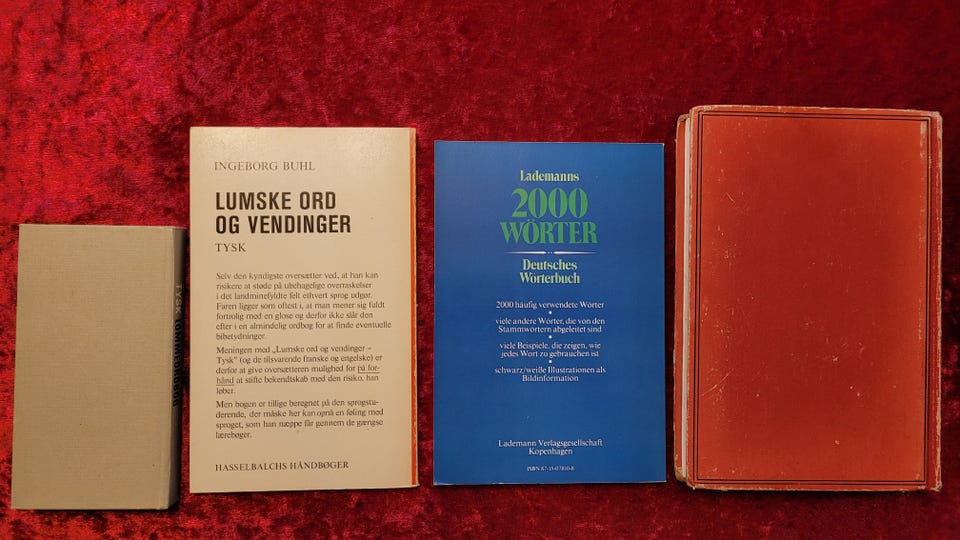 TYSK LOMMEORDBOG
INGEBORG BUHL
LUMSKE ORD
OG VENDINGER
TYSK
Selv den kyndigste oversætter ved, at han kan
risikere at støde på ubehagelige overraskelser
i det landminefyldte felt ethvert sprog udgør.
Faren ligger som oftest i, at man mener sig fuldt
fortrolig med en glose og derfor ikke slår den
efter i en almindelig ordbog for at finde eventuelle
bibetydninger.
Meningen med „Lumske ord og vendinger –
Tysk” (og de tilsvarende franske og engelske) er
derfor at give oversætteren mulighed for på for-
hånd at stifte bekendtskab med den risiko, han
løber.
Men bogen er tillige beregnet på den sprogstu-
derende, der måske her kan opnå en føling med
sproget, som han næppe får gennem de gængse
lærebøger.
HASSELBALCHS HÅNDBØGER
Lademanns
2000
WÖRTER
Deutsches
Wörterbuch
2000 häufig verwendete Wörter
viele andere Wörter, die von den
Stammwörtern abgeleitet sind
viele Beispiele, die zeigen, wie
jedes Wort zu gebrauchen ist
schwarz/weiße Illustrationen als
Bildinformation
Lademann Verlagsgesellschaft
Kopenhagen
ISBN 87-15-07810-8